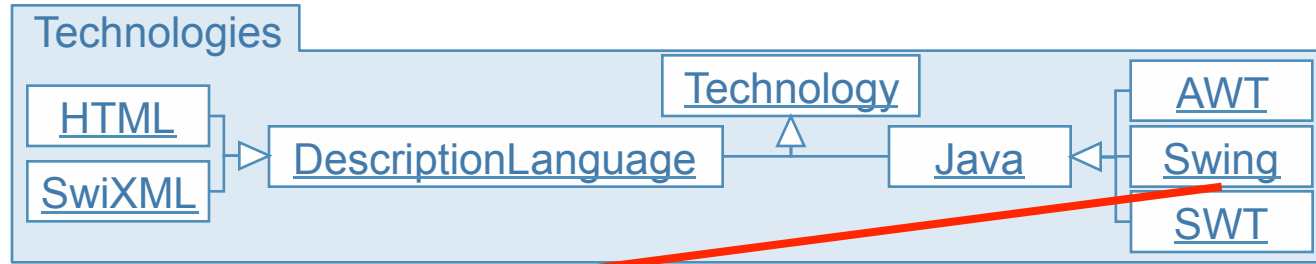 Technologies
Technology
HTML
SwiXML
DescriptionLanguage
Java
AWT
Swing
SWT